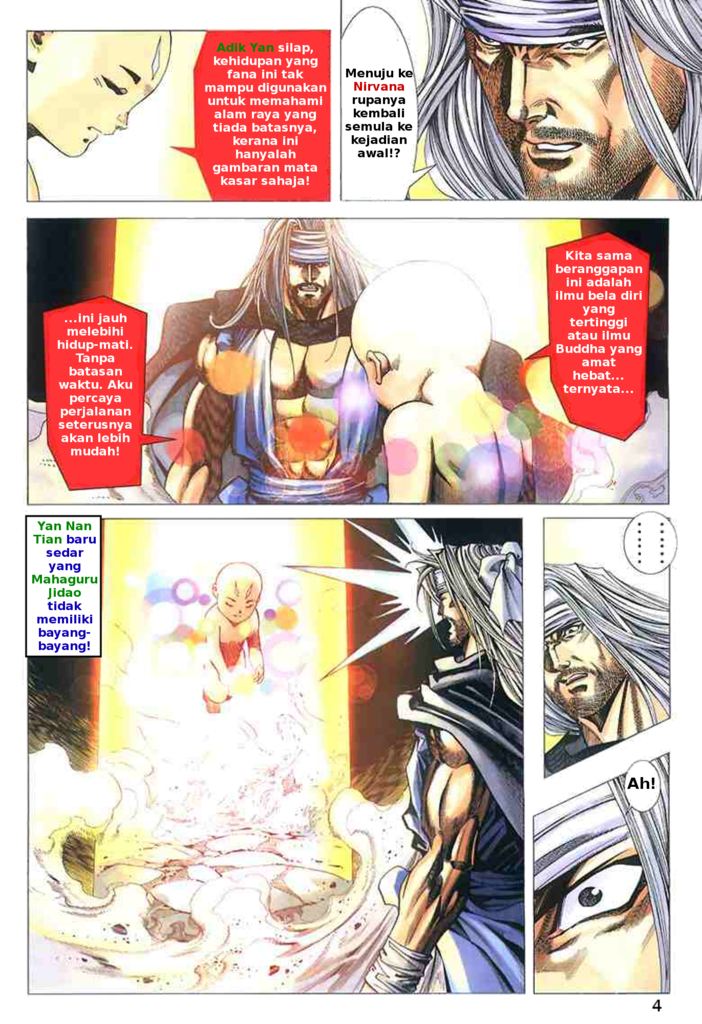 Menuju ke
Nirvana
rupanya
kembali
semula ke
kejadian
awal!?
Adik Yan silap,
kehidupan yang
fana ini tak
mampu digunakan
untuk memahami
alam raya yang
tiada batasnya,
kerana ini
hanyalah
gambaran mata
kasar sahaja!
Kita sama
beranggapan
ini adalah
ilmu bela diri
yang
tertinggi
atau ilmu
Buddha yang
amat
hebat...
ternyata...
...ini jauh
melebihi
hidup-mati.
Tanpa
batasan
waktu. Aku
percaya
perjalanan
seterusnya
akan lebih
mudah!
Yan Nan
Tian baru
sedar
yang
Mahaguru
Jidao
tidak
memiliki
bayang-
bayang!
Ah!
4